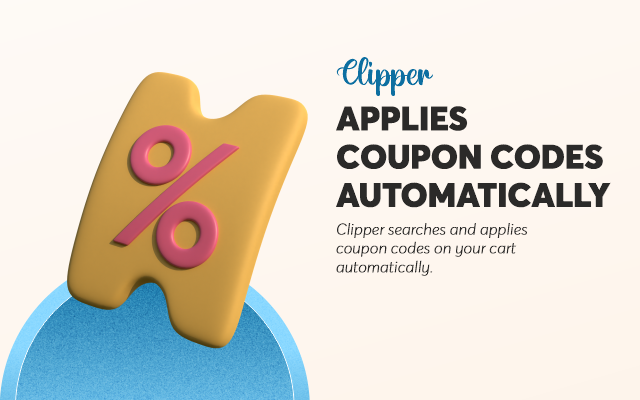 Clipper
APPLIES
COUPON CODES
AUTOMATICALLY
Clipper searches and applies
coupon codes on your cart
automatically.
%